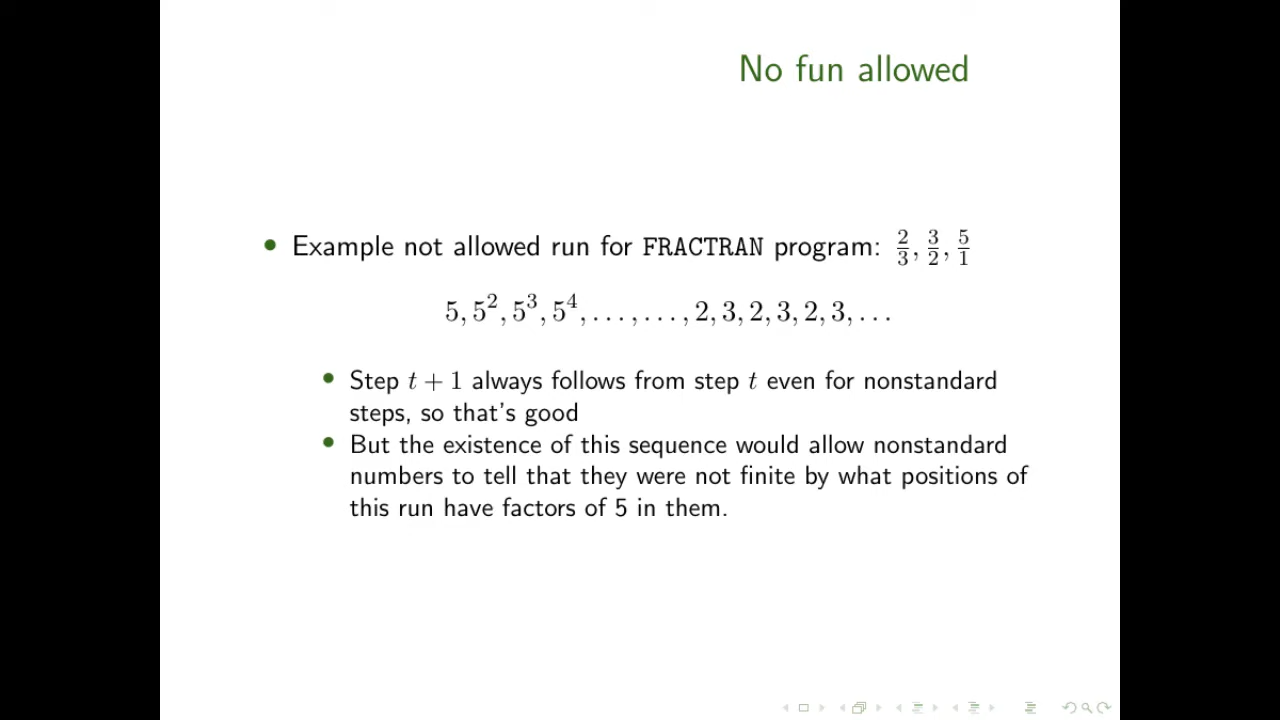 No fun allowed
• Example not allowed run for FRACTRAN program: 2/3, 3/2, 5/1
5, 5², 5³, 5⁴, . . . , . . . , 2, 3, 2, 3, 2, 3, . . .
• Step t + 1 always follows from step t even for nonstandard
steps, so that's good
• But the existence of this sequence would allow nonstandard
numbers to tell that they were not finite by what positions of
this run have factors of 5 in them.